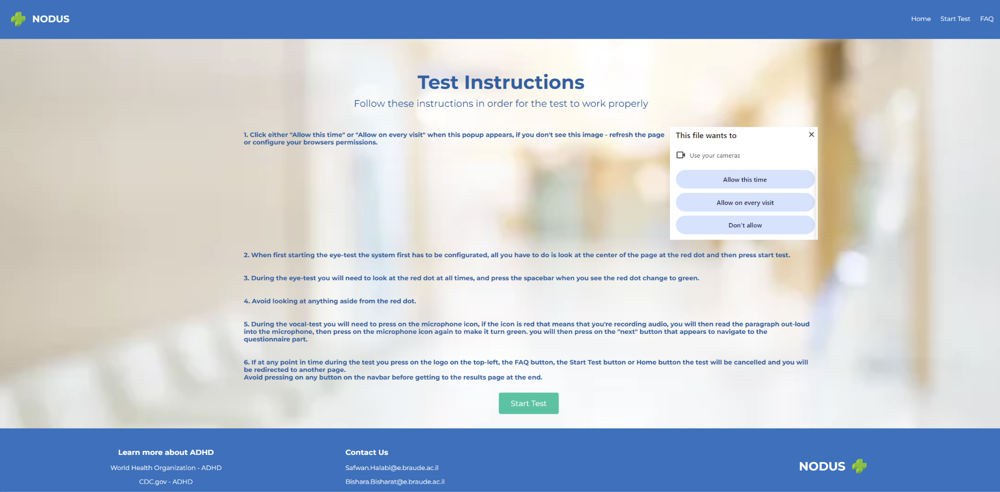 NODUS
Home
Start Test
FAQ
Test Instructions
Follow these instructions in order for the test to work properly
1. Click either "Allow this time" or "Allow on every visit" when this popup appears, if you don't see this image - refresh the page
or configure your browsers permissions.
This file wants to
Use your cameras
Allow this time
Allow on every visit
Don't allow
2. When first starting the eye-test the system first has to be configurated, all you have to do is look at the center of the page at the red dot and then press start test.
3. During the eye-test you will need to look at the red dot at all times, and press the spacebar when you see the red dot change to green.
4. Avoid looking at anything aside from the red dot.
5. During the vocal-test you will need to press on the microphone icon, if the icon is red that means that you're recording audio, you will then read the paragraph out-loud
into the microphone, then press on the microphone icon again to make it turn green. you will then press on the "next" button that appears to navigate to the
questionnaire part.
6. If at any point in time during the test you press on the logo on the top-left, the FAQ button, the Start Test button or Home button the test will be cancelled and you will
be redirected to another page.
Avoid pressing on any button on the navbar before getting to the results page at the end.
Start Test
Learn more about ADHD
World Health Organization - ADHD
CDC.gov - ADHD
Contact Us
Safwan.Halabi@e.braude.ac.il
Bishara.Bisharat@e.braude.ac.il
NODUS